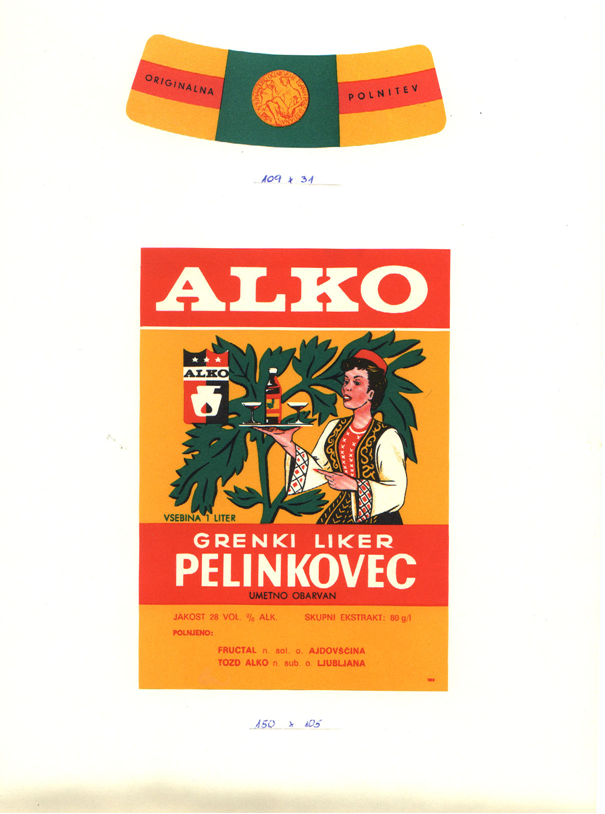 ORIGINALNA POLNITEV
109 x 31
ALKO
ALKO
VSEBINA 1 LITER
GRENKI LIKER
PELINKOVEC
UMETNO OBARVAN
JAKOST 28 VOL. % ALK. SKUPNI EKSTRAKT: 80 g/l
POLNJENO:
FRUCTAL n. sol. o. AJDOVŠČINA
TOZD ALKO n. sub. o. LJUBLJANA
150 x 105